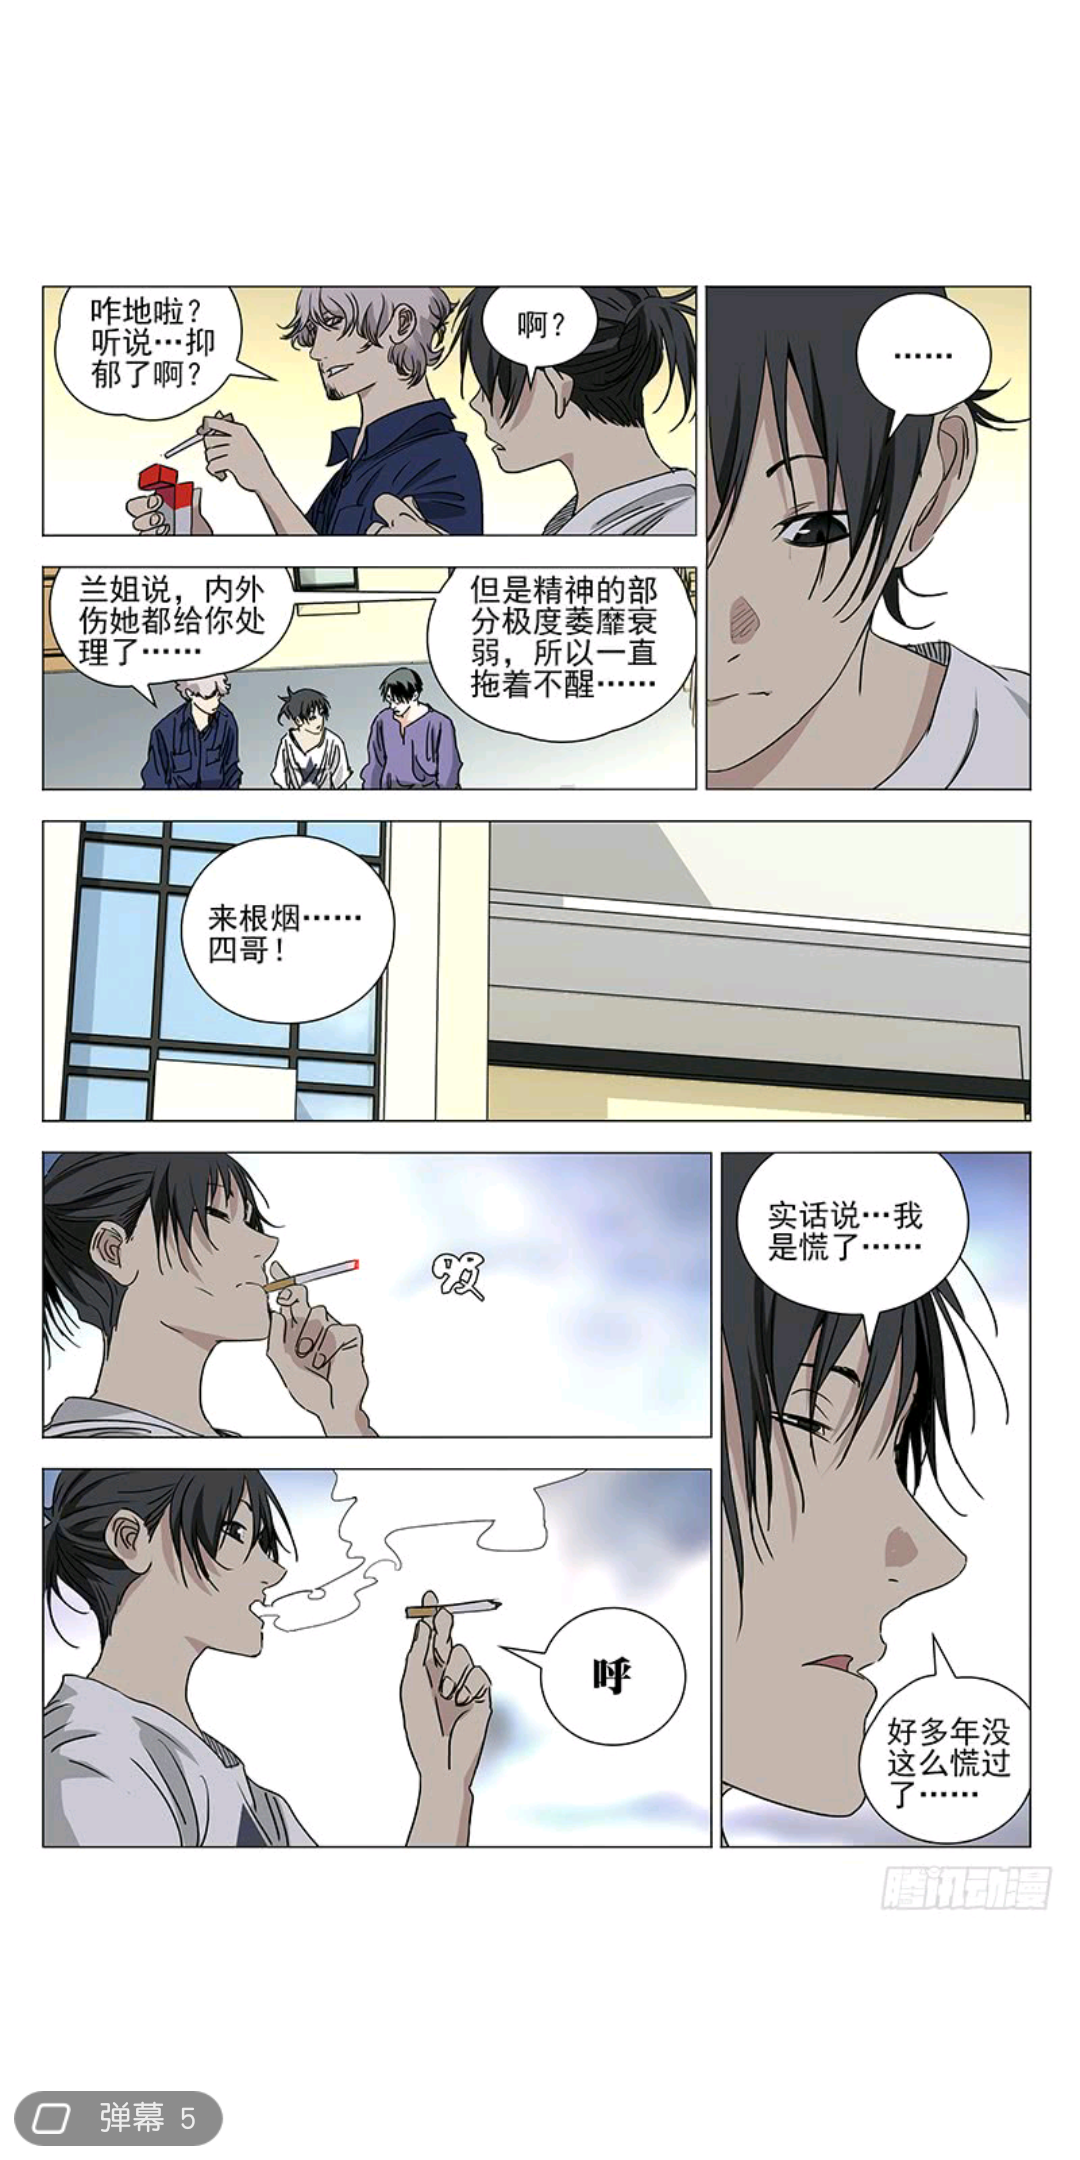 咋地啦？
听说…抑
郁了啊？
啊？
……
兰姐说，内外
伤她都给你处
理了……
但是精神的部
分极度萎靡衰
弱，所以一直
拖着不醒……
来根烟……
四哥！
吸
呼
实话说…我
是慌了……
好多年没
这么慌过
了……
腾讯动漫
弹幕 5